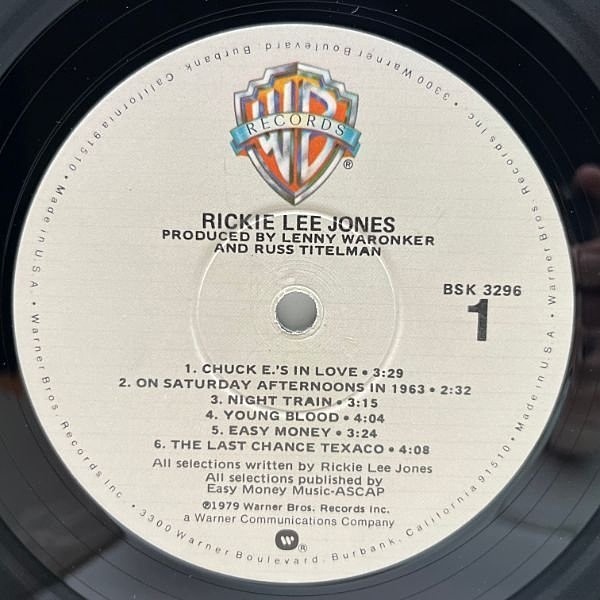 WB
RECORDS
®
RICKIE LEE JONES
PRODUCED BY LENNY WARONKER
AND RUSS TITELMAN
BSK 3296
1
1. CHUCK E.'S IN LOVE • 3:29
2. ON SATURDAY AFTERNOONS IN 1963 • 2:32
3. NIGHT TRAIN • 3:15
4. YOUNG BLOOD • 4:04
5. EASY MONEY • 3:24
6. THE LAST CHANCE TEXACO • 4:08
All selections written by Rickie Lee Jones
All selections published by
Easy Money Music-ASCAP
℗1979 Warner Bros. Records Inc.
a Warner Communications Company
W®
Warner Bros. Records Inc. • 3300 Warner Boulevard, Burbank, California 91510 • Made in U.S.A. •
Warner Bros. Records Inc. • 3300 Warner Boulevard, Burbank, California 91510 • Made in U.S.A. •